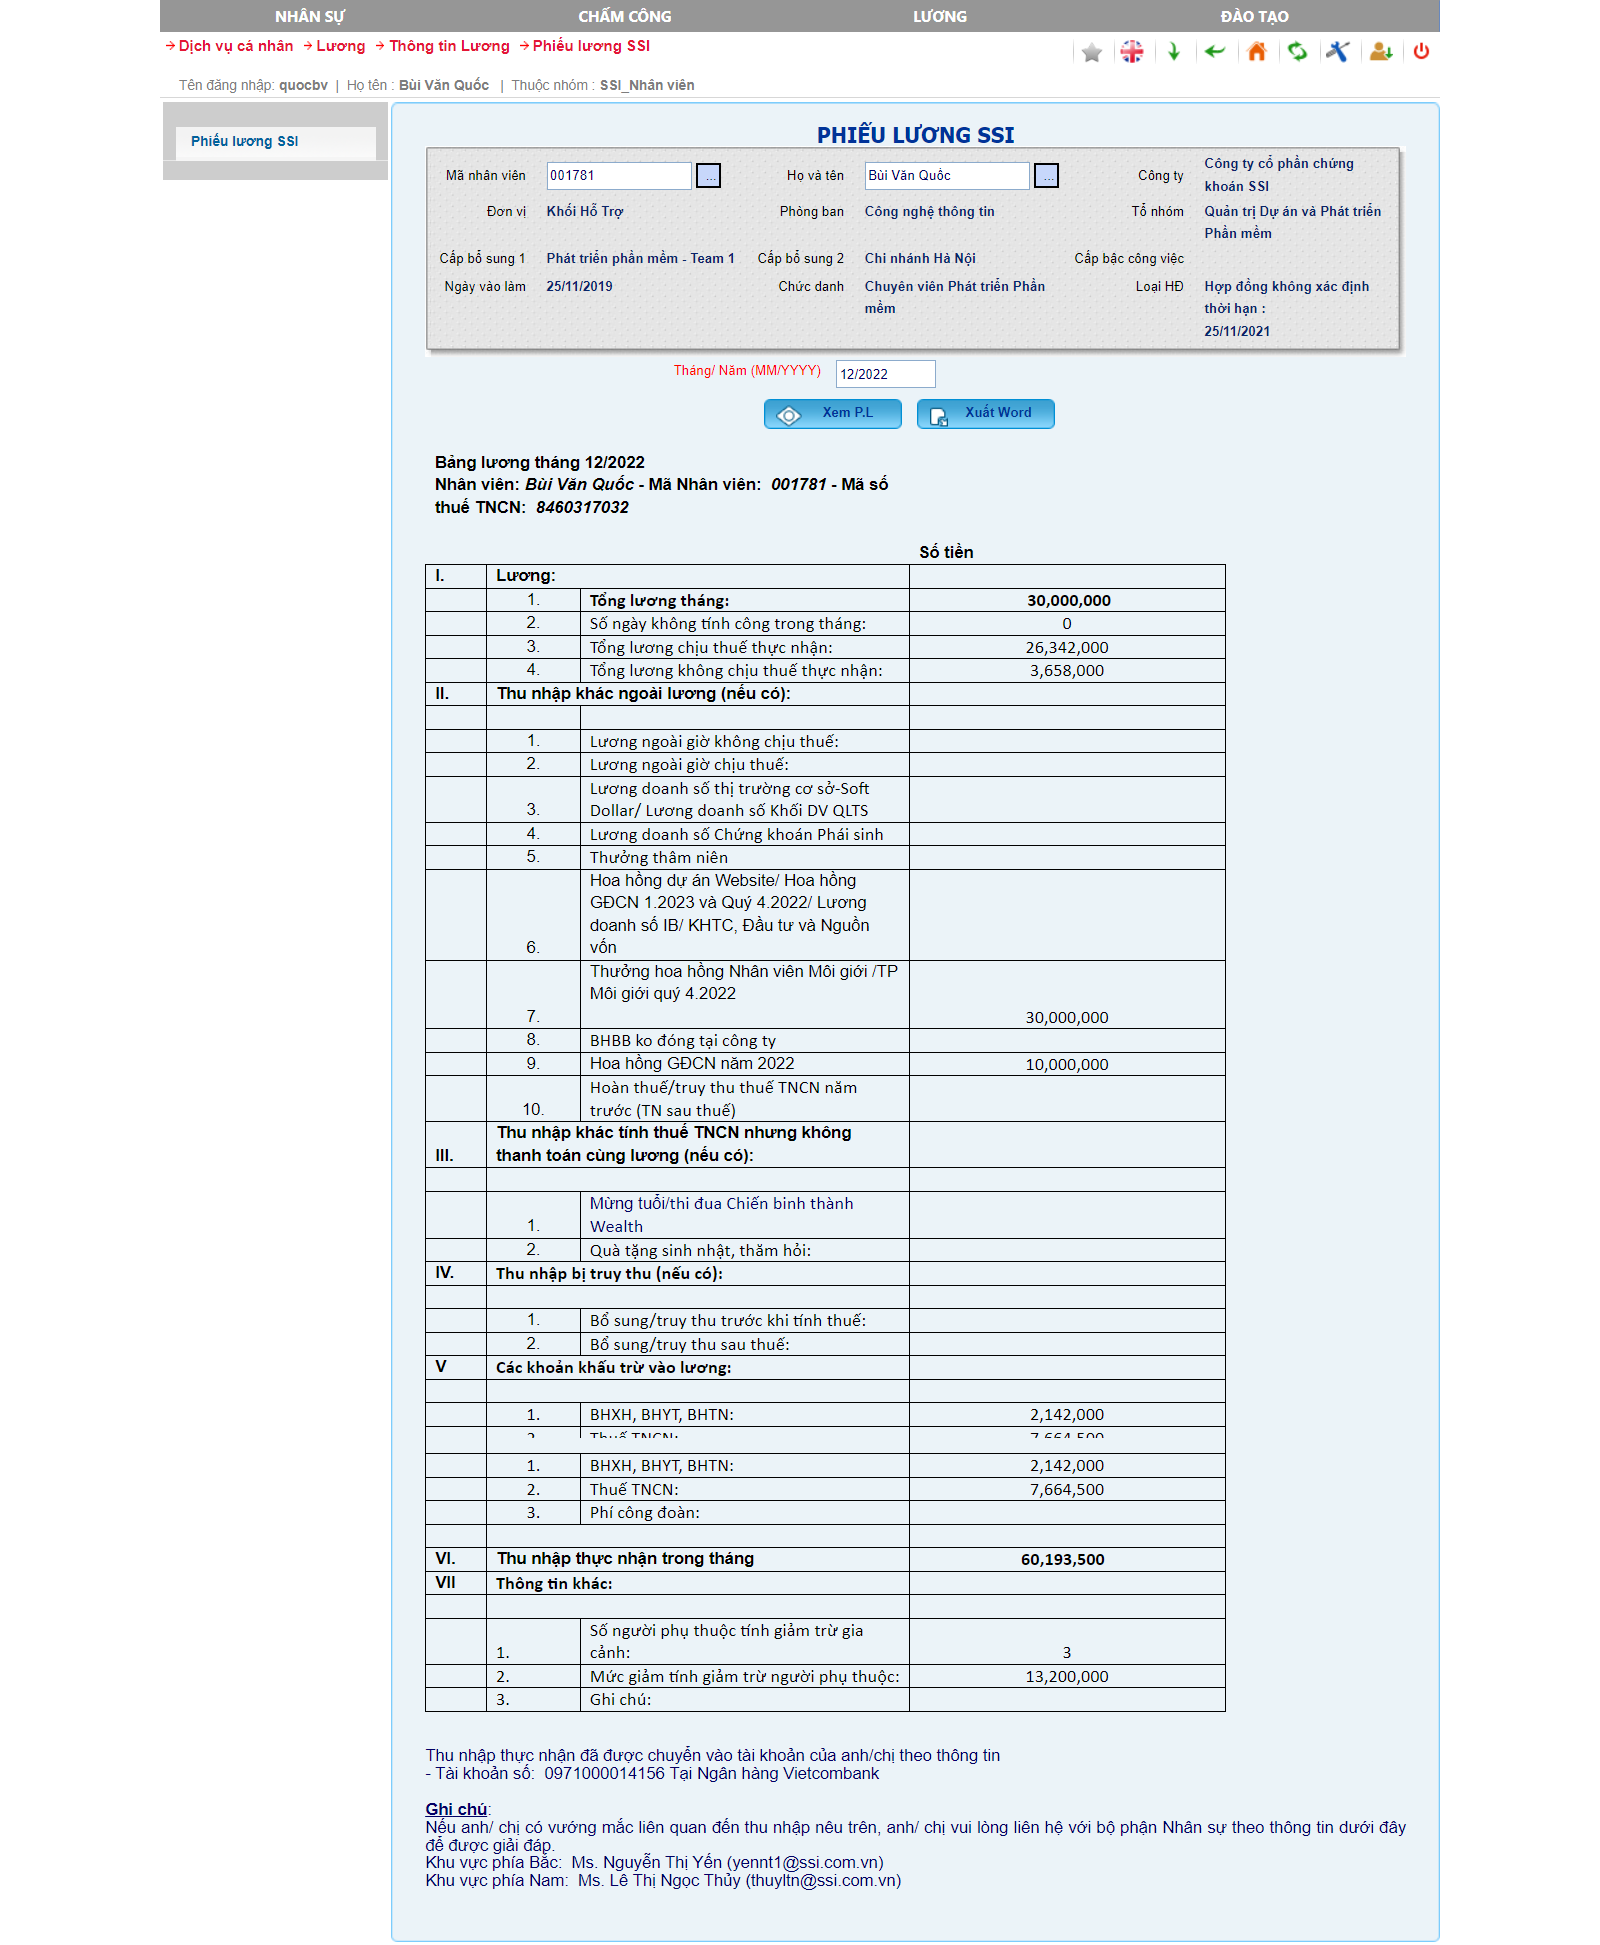 NHÂN SỰ CHẤM CÔNG LƯƠNG ĐÀO TẠO
Dịch vụ cá nhân Lương Thông tin Lương Phiếu lương SSI
Tên đăng nhập: quocbv | Họ tên : Bùi Văn Quốc | Thuộc nhóm : SSI_Nhân viên
Phiếu lương SSI
PHIẾU LƯƠNG SSI
Mã nhân viên 001781 ... Họ và tên Bùi Văn Quốc ... Công ty Công ty cổ phần chứng
khoán SSI
Đơn vị Khối Hỗ Trợ Phòng ban Công nghệ thông tin Tổ nhóm Quản trị Dự án và Phát triển
Phần mềm
Cấp bổ sung 1 Phát triển phần mềm - Team 1 Cấp bổ sung 2 Chi nhánh Hà Nội Cấp bậc công việc
Ngày vào làm 25/11/2019 Chức danh Chuyên viên Phát triển Phần Loại HĐ Hợp đồng không xác định
mềm thời hạn :
25/11/2021
Tháng/ Năm (MM/YYYY) 12/2022
Xem P.L Xuất Word
Bảng lương tháng 12/2022
Nhân viên: Bùi Văn Quốc - Mã Nhân viên: 001781 - Mã số
thuế TNCN: 8460317032
Số tiền
I. Lương:
1. Tổng lương tháng: 30,000,000
2. Số ngày không tính công trong tháng: 0
3. Tổng lương chịu thuế thực nhận: 26,342,000
4. Tổng lương không chịu thuế thực nhận: 3,658,000
II. Thu nhập khác ngoài lương (nếu có):
1. Lương ngoài giờ không chịu thuế:
2. Lương ngoài giờ chịu thuế:
Lương doanh số thị trường cơ sở-Soft
3. Dollar/ Lương doanh số Khối DV QLTS
4. Lương doanh số Chứng khoán Phái sinh
5. Thưởng thâm niên
Hoa hồng dự án Website/ Hoa hồng
GĐCN 1.2023 và Quý 4.2022/ Lương
doanh số IB/ KHTC, Đầu tư và Nguồn
6. vốn
Thưởng hoa hồng Nhân viên Môi giới /TP
Môi giới quý 4.2022
7. 30,000,000
8. BHBB ko đóng tại công ty
9. Hoa hồng GĐCN năm 2022 10,000,000
Hoàn thuế/truy thu thuế TNCN năm
10. trước (TN sau thuế)
Thu nhập khác tính thuế TNCN nhưng không
III. thanh toán cùng lương (nếu có):
Mừng tuổi/thi đua Chiến binh thành
1. Wealth
2. Quà tặng sinh nhật, thăm hỏi:
IV. Thu nhập bị truy thu (nếu có):
1. Bổ sung/truy thu trước khi tính thuế:
2. Bổ sung/truy thu sau thuế:
V Các khoản khấu trừ vào lương:
1. BHXH, BHYT, BHTN: 2,142,000
2. Thuế TNCN: 7,664,500
1. BHXH, BHYT, BHTN: 2,142,000
2. Thuế TNCN: 7,664,500
3. Phí công đoàn:
VI. Thu nhập thực nhận trong tháng 60,193,500
VII Thông tin khác:
Số người phụ thuộc tính giảm trừ gia
1. cảnh: 3
2. Mức giảm tính giảm trừ người phụ thuộc: 13,200,000
3. Ghi chú:
Thu nhập thực nhận đã được chuyển vào tài khoản của anh/chị theo thông tin
- Tài khoản số: 0971000014156 Tại Ngân hàng Vietcombank
Ghi chú:
Nếu anh/ chị có vướng mắc liên quan đến thu nhập nêu trên, anh/ chị vui lòng liên hệ với bộ phận Nhân sự theo thông tin dưới đây
để được giải đáp.
Khu vực phía Bắc: Ms. Nguyễn Thị Yến (yennt1@ssi.com.vn)
Khu vực phía Nam: Ms. Lê Thị Ngọc Thủy (thuyltn@ssi.com.vn)